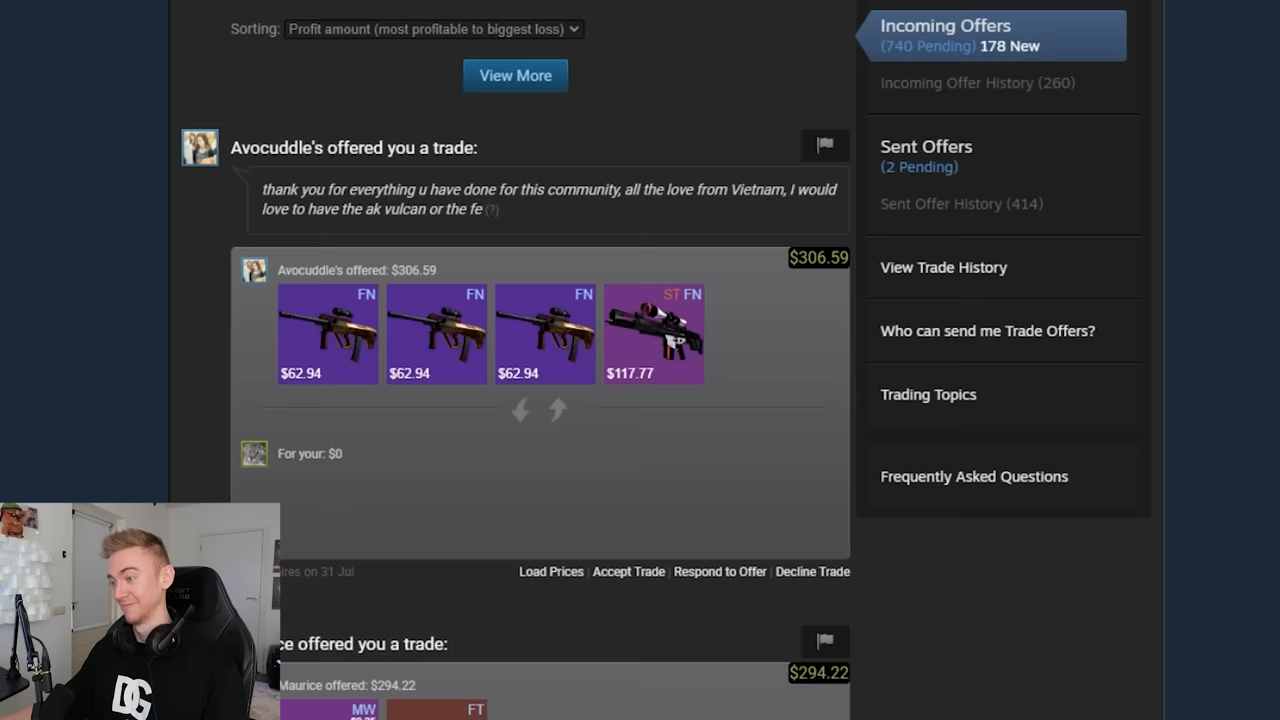 Sorting: Profit amount (most profitable to biggest loss)
View More
Avocuddle's offered you a trade:
thank you for everything u have done for this community, all the love from Vietnam, I would
love to have the ak vulcan or the fe (?)
$306.59
Avocuddle's offered: $306.59
FN FN FN ST FN
$62.94 $62.94 $62.94 $117.77
For your: $0
ires on 31 Jul
Load Prices | Accept Trade | Respond to Offer | Decline Trade
ce offered you a trade:
$294.22
Maurice offered: $294.22
MW FT
Incoming Offers
(740 Pending) 178 New
Incoming Offer History (260)
Sent Offers
(2 Pending)
Sent Offer History (414)
View Trade History
Who can send me Trade Offers?
Trading Topics
Frequently Asked Questions
DG